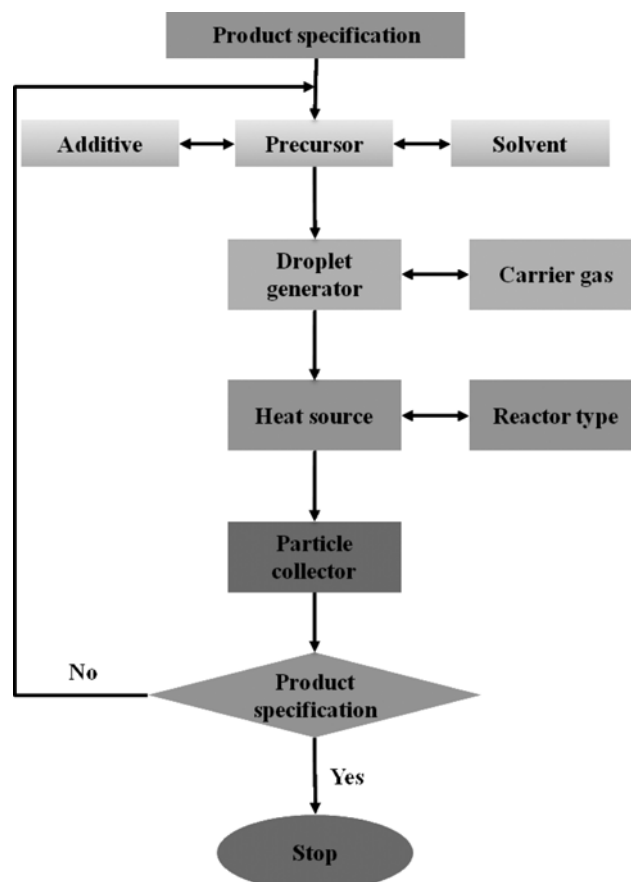 Product specification
Additive
Precursor
Solvent
Droplet
generator
Carrier gas
Heat source
Reactor type
Particle
collector
No
Product
specification
Yes
Stop